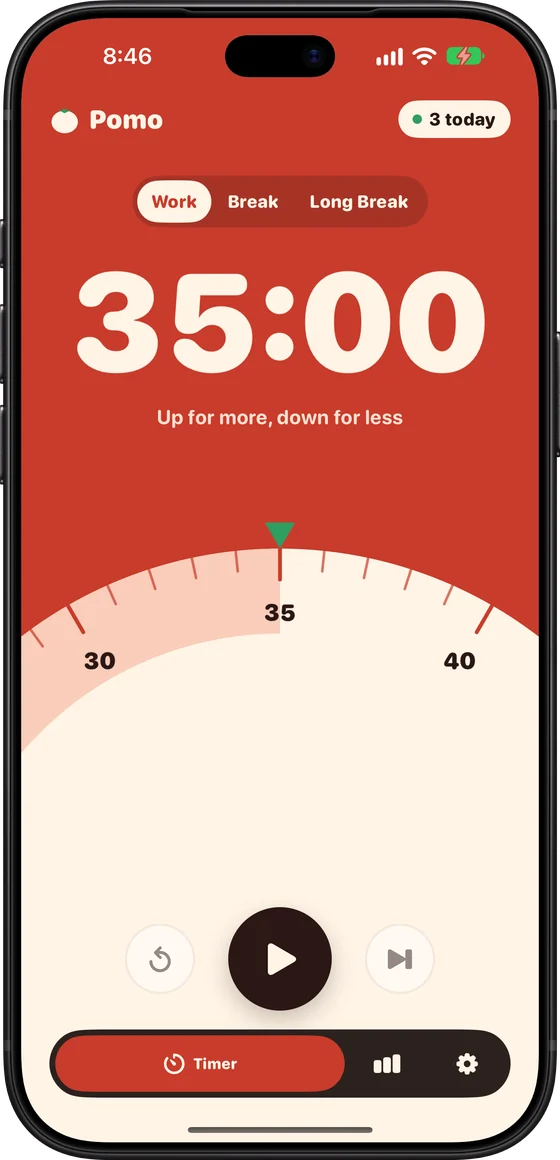 8:46
Pomo
3 today
Work Break Long Break
35:00
Up for more, down for less
35
30
40
Timer